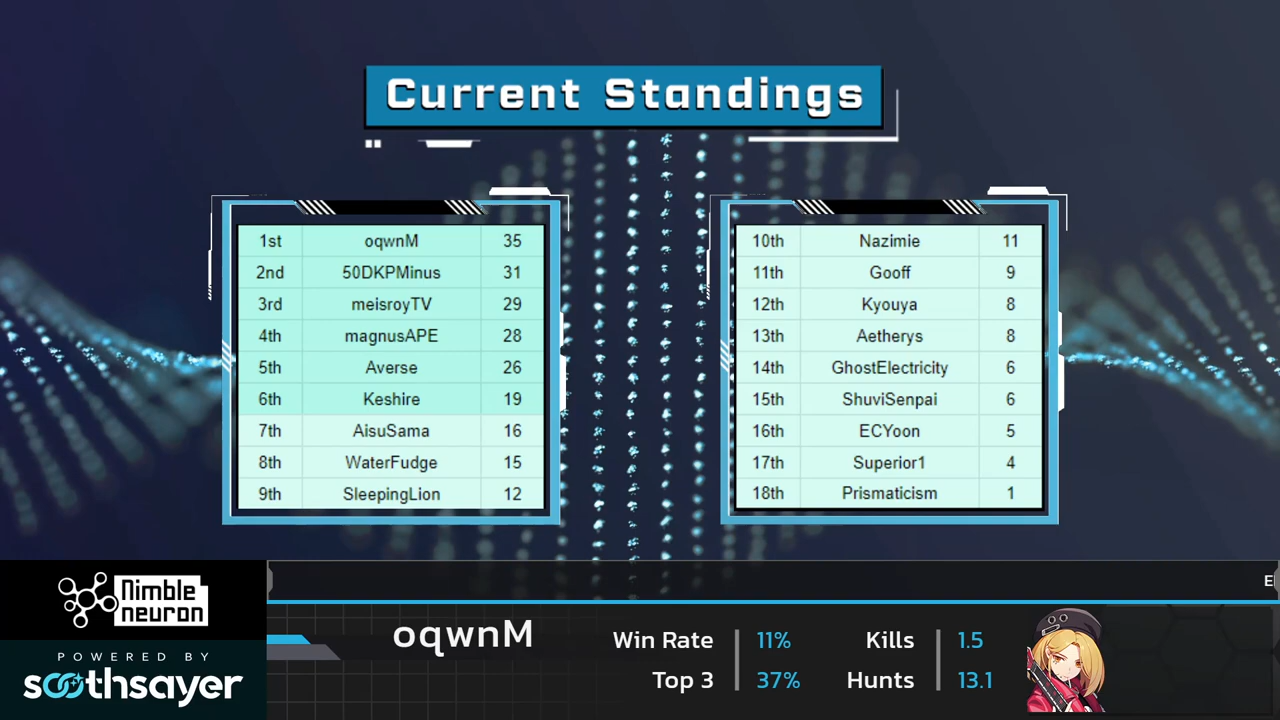 Current Standings
1st oqwnM 35
2nd 50DKPMinus 31
3rd meisroyTV 29
4th magnusAPE 28
5th Averse 26
6th Keshire 19
7th AisuSama 16
8th WaterFudge 15
9th SleepingLion 12
10th Nazimie 11
11th Gooff 9
12th Kyouya 8
13th Aetherys 8
14th GhostElectricity 6
15th ShuviSenpai 6
16th ECYoon 5
17th Superior1 4
18th Prismaticism 1
Nimble
neuron
POWERED BY
soothsayer
oqwnM
Win Rate 11% Kills 1.5
Top 3 37% Hunts 13.1